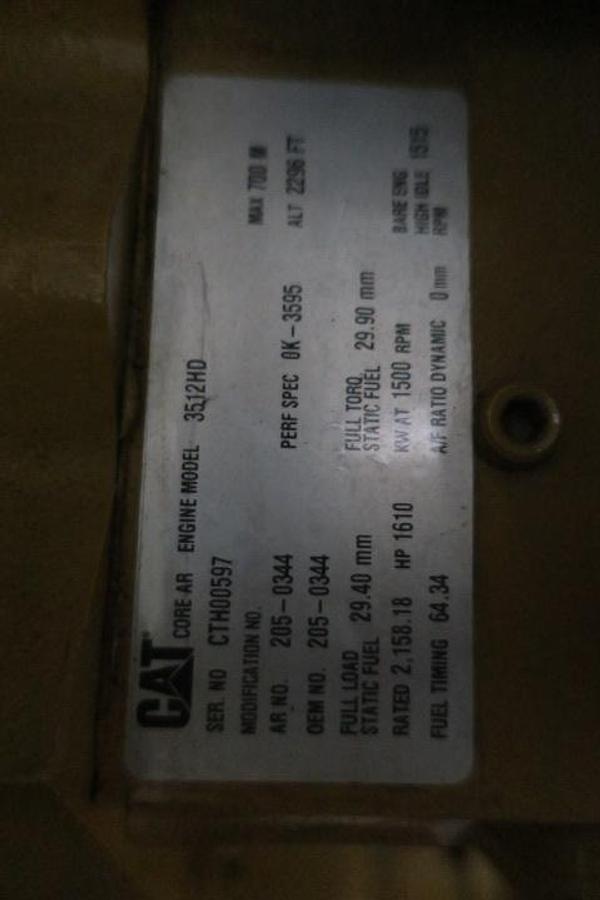 CAT CORE AR ENGINE MODEL 3512HD
SER. NO CTH00597
MODIFICATION NO. MAX 700 M
AR NO. 205-0344 PERF SPEC 0K-3595 ALT 2296 FT
OEM NO. 205-0344
FULL LOAD FULL TORQ
STATIC FUEL 29.40 mm STATIC FUEL 29.90 mm
RATED 2,158.18 HP 1610 KW AT 1500 RPM BARE ENG
HIGH IDLE 1515
FUEL TIMING 64.34 A/F RATIO DYNAMIC 0 mm RPM